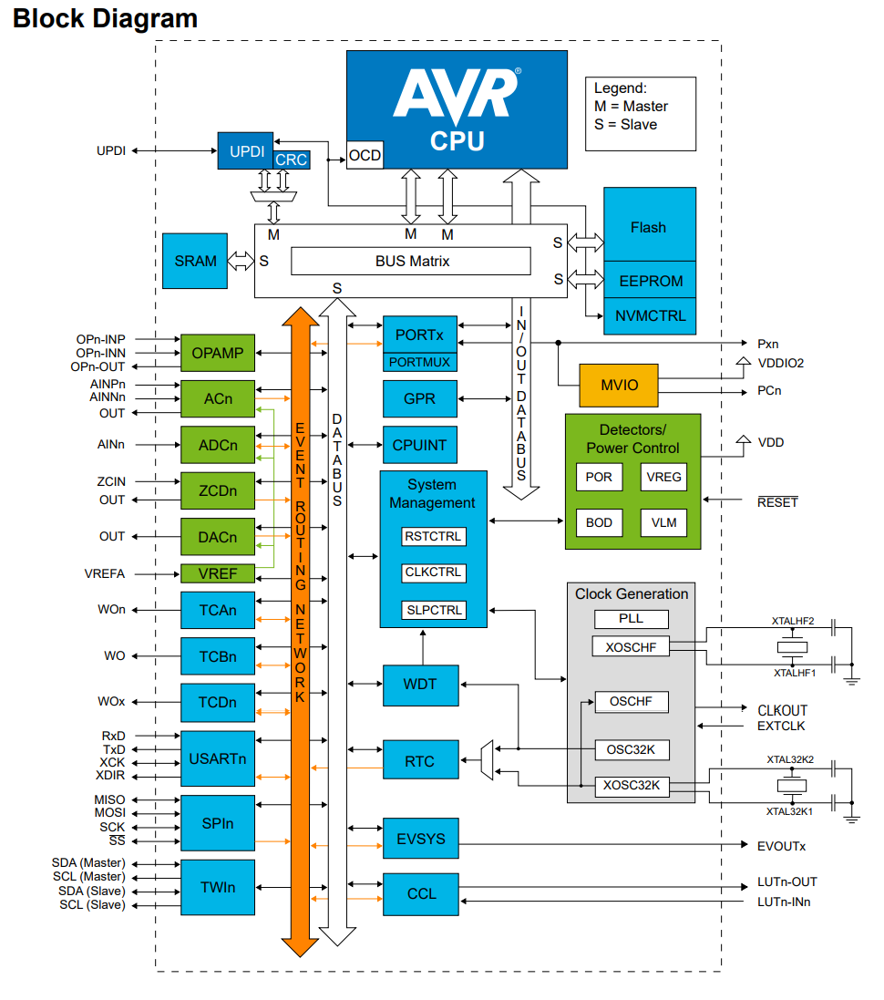 Block Diagram
AVR®
CPU
OCD
Legend:
M = Master
S = Slave
UPDI
UPDI
CRC
M
M
M
Flash
S
SRAM
S
BUS Matrix
S
EEPROM
S
NVMCTRL
EVENT ROUTING NETWORK
DATABUS
IN/OUT DATABUS
OPn-INP
OPn-INN
OPn-OUT
OPAMP
AINPn
AINNn
OUT
ACn
AINn
ADCn
ZCIN
OUT
ZCDn
OUT
DACn
VREFA
VREF
WOn
TCAn
WO
TCBn
WOx
TCDn
RxD
TxD
XCK
XDIR
USARTn
MISO
MOSI
SCK
SS
SPIn
SDA (Master)
SCL (Master)
SDA (Slave)
SCL (Slave)
TWIn
PORTx
PORTMUX
GPR
CPUINT
System
Management
RSTCTRL
CLKCTRL
SLPCTRL
WDT
RTC
EVSYS
CCL
Pxn
VDDIO2
MVIO
PCn
Detectors/
Power Control
POR
VREG
BOD
VLM
VDD
RESET
Clock Generation
PLL
XOSCHF
OSCHF
OSC32K
XOSC32K
XTALHF2
XTALHF1
CLKOUT
EXTCLK
XTAL32K2
XTAL32K1
EVOUTx
LUTn-OUT
LUTn-INn